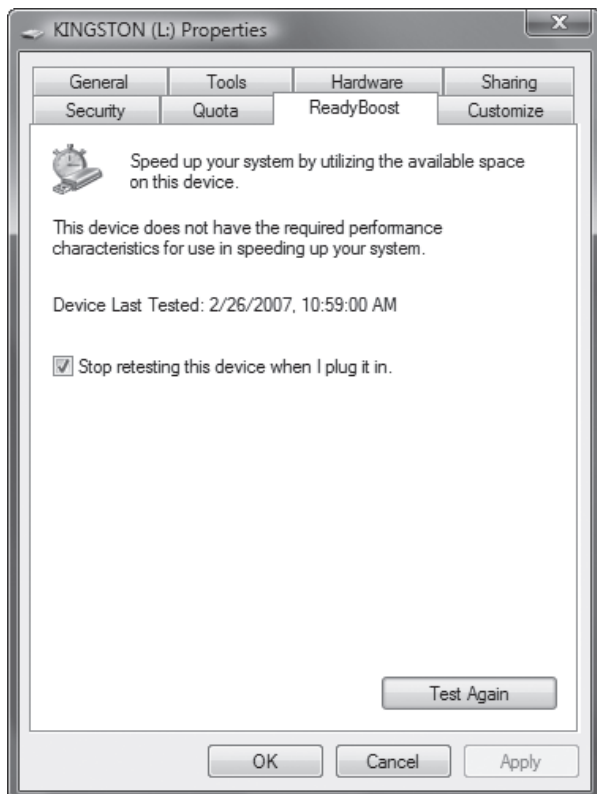 KINGSTON (L:) Properties
General Tools Hardware Sharing
Security Quota ReadyBoost Customize
Speed up your system by utilizing the available space
on this device.
This device does not have the required performance
characteristics for use in speeding up your system.
Device Last Tested: 2/26/2007, 10:59:00 AM
Stop retesting this device when I plug it in.
Test Again
OK Cancel Apply